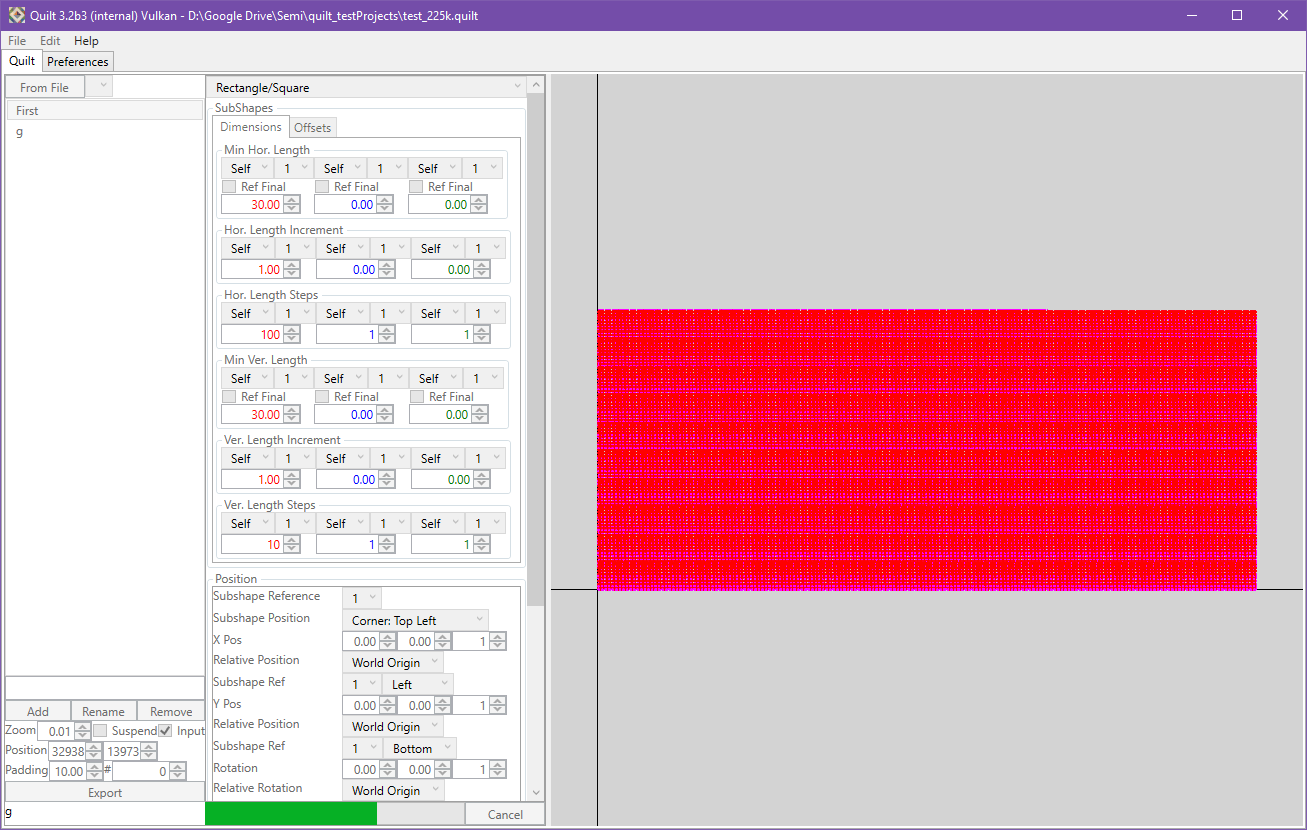 Quilt 3.2b3 (internal) Vulkan - D:\Google Drive\Semi\quilt_testProjects\test_225k.quilt
File Edit Help
Quilt Preferences
From File
First
g
Rectangle/Square
SubShapes
Dimensions Offsets
Min Hor. Length
Self 1 Self 1 Self 1
Ref Final Ref Final Ref Final
30.00 0.00 0.00
Hor. Length Increment
Self 1 Self 1 Self 1
1.00 0.00 0.00
Hor. Length Steps
Self 1 Self 1 Self 1
100 1 1
Min Ver. Length
Self 1 Self 1 Self 1
Ref Final Ref Final Ref Final
30.00 0.00 0.00
Ver. Length Increment
Self 1 Self 1 Self 1
1.00 0.00 0.00
Ver. Length Steps
Self 1 Self 1 Self 1
10 1 1
Position
Subshape Reference 1
Subshape Position Corner: Top Left
X Pos 0.00 0.00 1
Relative Position World Origin
Subshape Ref 1 Left
Y Pos 0.00 0.00 1
Relative Position World Origin
Subshape Ref 1 Bottom
Rotation 0.00 0.00 1
Relative Rotation World Origin
Add Rename Remove
Zoom 0.01 Suspend Input
Position 32938 13973
Padding 10.00 # 0
Export
g
Cancel